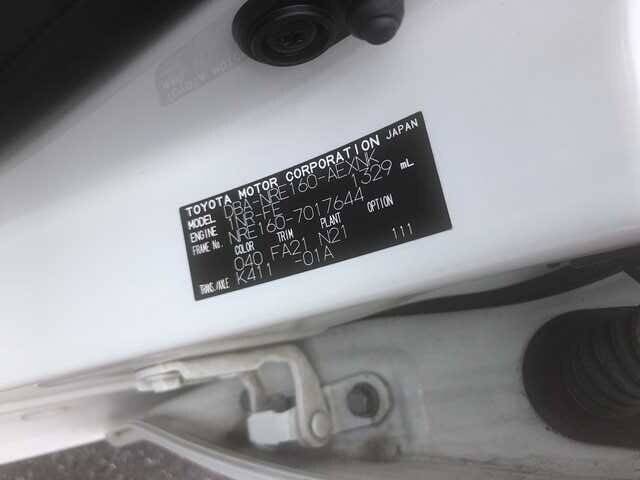 TOYOTA MOTOR CORPORATION JAPAN
MODEL DBA-NRE160-AEXNK
ENGINE 1NR-FE 1329 mL
FRAME No. NRE160-7017644
COLOR TRIM PLANT OPTION
040 FA21 N21 111
TRANS./AXLE K411 -01A